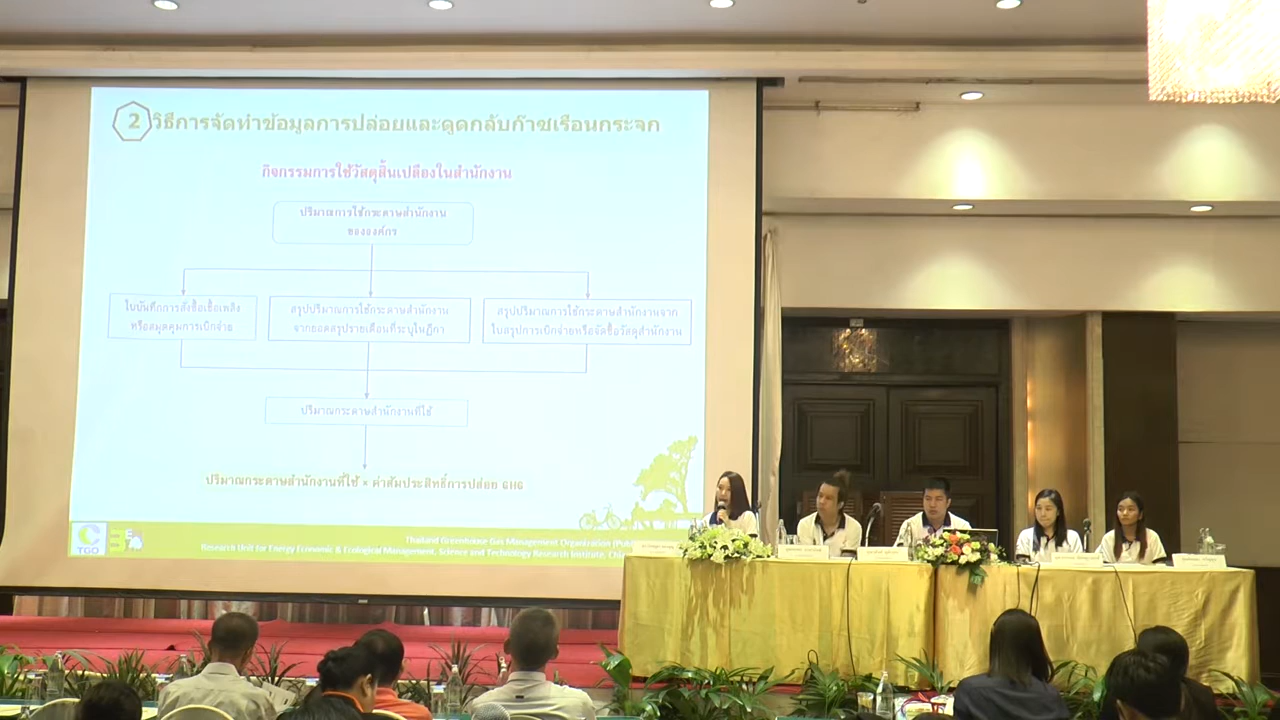 2 วิธีการจัดทำข้อมูลการปล่อยและดูดกลับก๊าซเรือนกระจก
กิจกรรมการใช้วัสดุสิ้นเปลืองในสำนักงาน
ปริมาณการใช้กระดาษสำนักงาน
ขององค์กร
ใบบันทึกการสั่งซื้อเชื้อเพลิง
หรือสมุดคุมการเบิกจ่าย
สรุปปริมาณการใช้กระดาษสำนักงาน
จากยอดสรุปรายเดือนที่ระบุในฎีกา
สรุปปริมาณการใช้กระดาษสำนักงานจาก
ใบสรุปการเบิกจ่ายหรือจัดซื้อวัสดุสำนักงาน
ปริมาณกระดาษสำนักงานที่ใช้
ปริมาณกระดาษสำนักงานที่ใช้ × ค่าสัมประสิทธิ์การปล่อย GHG
TGO
Thailand Greenhouse Gas Management Organization
Research Unit for Energy Economic & Ecological Management, Science and Technology Research Institute,